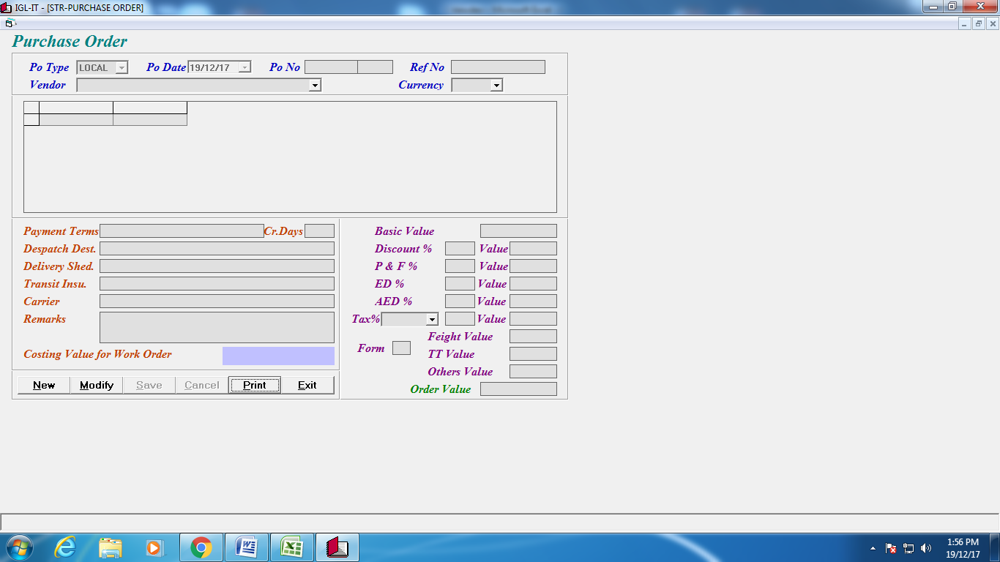 IGL-IT - [STR-PURCHASE ORDER]
Purchase Order
Po Type LOCAL Po Date 19/12/17 Po No Ref No
Vendor Currency
Payment Terms Cr.Days Basic Value
Despatch Dest. Discount % Value
Delivery Shed. P & F % Value
Transit Insu. ED % Value
Carrier AED % Value
Remarks Tax% Value
Feight Value
Form
Costing Value for Work Order TT Value
Others Value
New Modify Save Cancel Print Exit
Order Value
1:56 PM
19/12/17